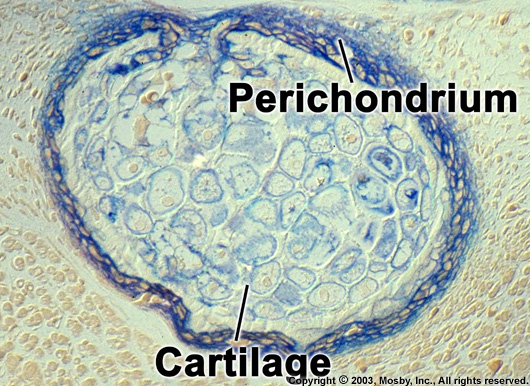 Perichondrium
Cartilage
Copyright © 2003, Mosby, Inc., All rights reserved.